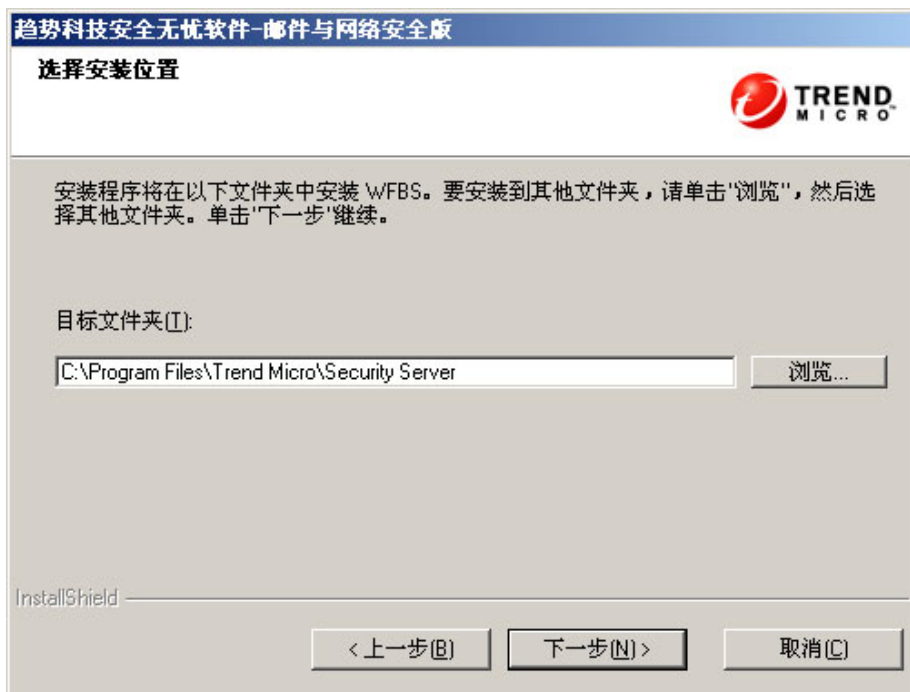 趋势科技安全无忧软件-邮件与网络安全版
选择安装位置
TREND
MICRO
安装程序将在以下文件夹中安装 WFBS。要安装到其他文件夹，请单击"浏览"，然后选
择其他文件夹。单击"下一步"继续。
目标文件夹(T):
C:\Program Files\Trend Micro\Security Server
浏览...
InstallShield
<上一步(B)
下一步(N)>
取消(C)